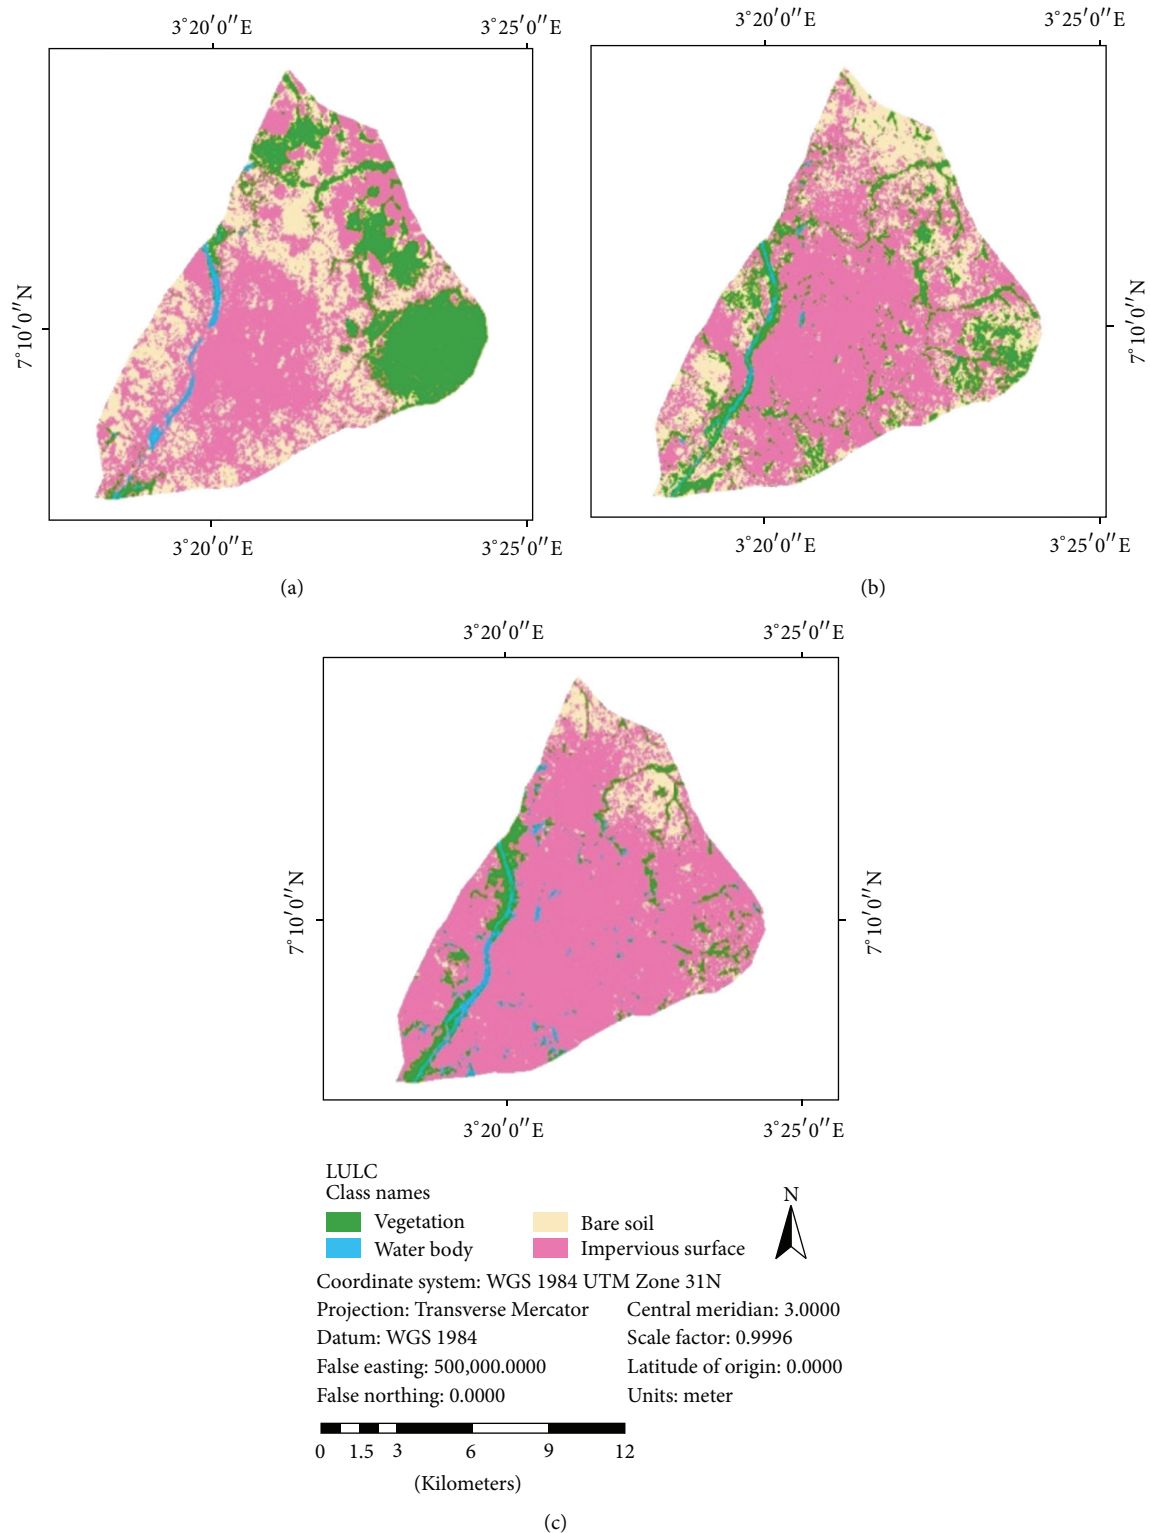 3°20′0″E 3°25′0″E
3°20′0″E 3°25′0″E
7°10′0″N
7°10′0″N
3°20′0″E 3°25′0″E
3°20′0″E 3°25′0″E
(a)
(b)
3°20′0″E 3°25′0″E
7°10′0″N
7°10′0″N
3°20′0″E 3°25′0″E
LULC
Class names
Vegetation
Bare soil
Water body
Impervious surface
N
Coordinate system: WGS 1984 UTM Zone 31N
Projection: Transverse Mercator
Central meridian: 3.0000
Datum: WGS 1984
Scale factor: 0.9996
False easting: 500,000.0000
Latitude of origin: 0.0000
False northing: 0.0000
Units: meter
0 1.5 3 6 9 12
(Kilometers)
(c)